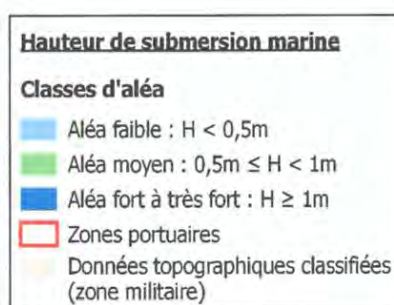 Hauteur de submersion marine
Classes d'aléa
Aléa faible : H < 0,5m
Aléa moyen : 0,5m ≤ H < 1m
Aléa fort à très fort : H ≥ 1m
Zones portuaires
Données topographiques classifiées
(zone militaire)